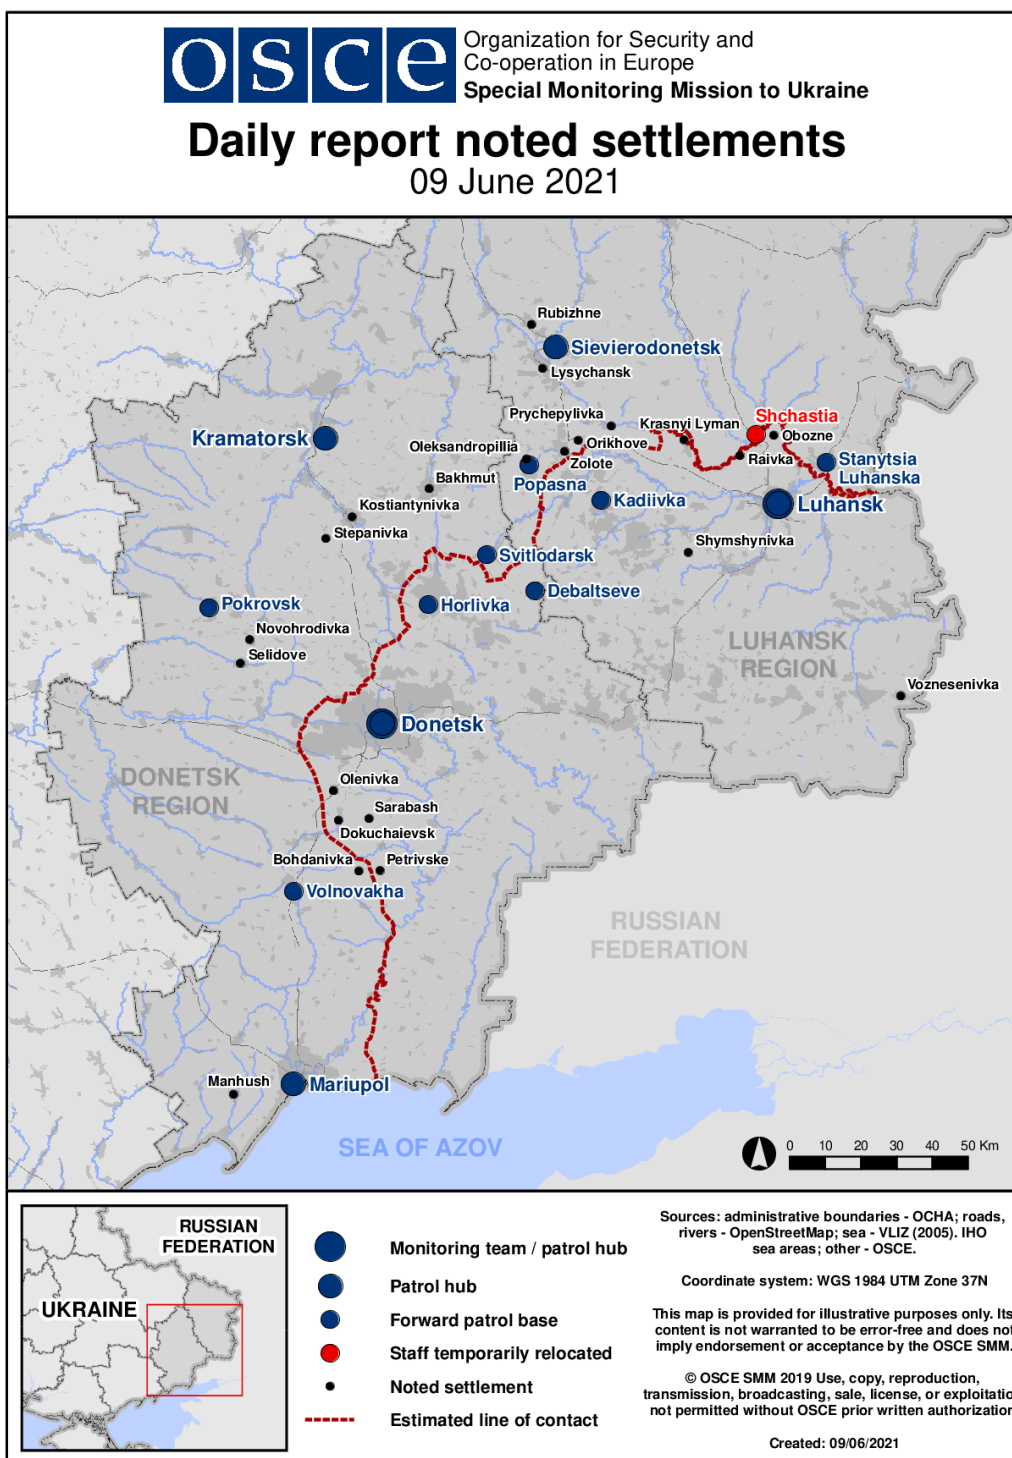 osce
Organization for Security and
Co-operation in Europe
Special Monitoring Mission to Ukraine
Daily report noted settlements
09 June 2021
Rubizhne
Sievierodonetsk
Lysychansk
Prychepylivka
Shchastia
Krasnyi Lyman
Kramatorsk
Obozne
Oleksandropillia
Orikhove
Zolote
Raivka
Stanytsia
Luhanska
Popasna
Bakhmut
Kadiivka
Luhansk
Kostiantynivka
Stepanivka
Shymshynivka
Svitlodarsk
Debaltseve
Pokrovsk
Horlivka
Novohrodivka
LUHANSK
REGION
Selidove
Voznesenivka
Donetsk
DONETSK
REGION
Olenivka
Sarabash
Dokuchaievsk
Bohdanivka
Petrivske
Volnovakha
RUSSIAN
FEDERATION
Manhush
Mariupol
SEA OF AZOV
0 10 20 30 40 50 Km
RUSSIAN
FEDERATION
UKRAINE
Monitoring team / patrol hub
Patrol hub
Forward patrol base
Staff temporarily relocated
Noted settlement
Estimated line of contact
Sources: administrative boundaries - OCHA; roads,
rivers - OpenStreetMap; sea - VLIZ (2005). IHO
sea areas; other - OSCE.
Coordinate system: WGS 1984 UTM Zone 37N
This map is provided for illustrative purposes only. Its
content is not warranted to be error-free and does not
imply endorsement or acceptance by the OSCE SMM.
© OSCE SMM 2019 Use, copy, reproduction,
transmission, broadcasting, sale, license, or exploitatio
not permitted without OSCE prior written authorization
Created: 09/06/2021